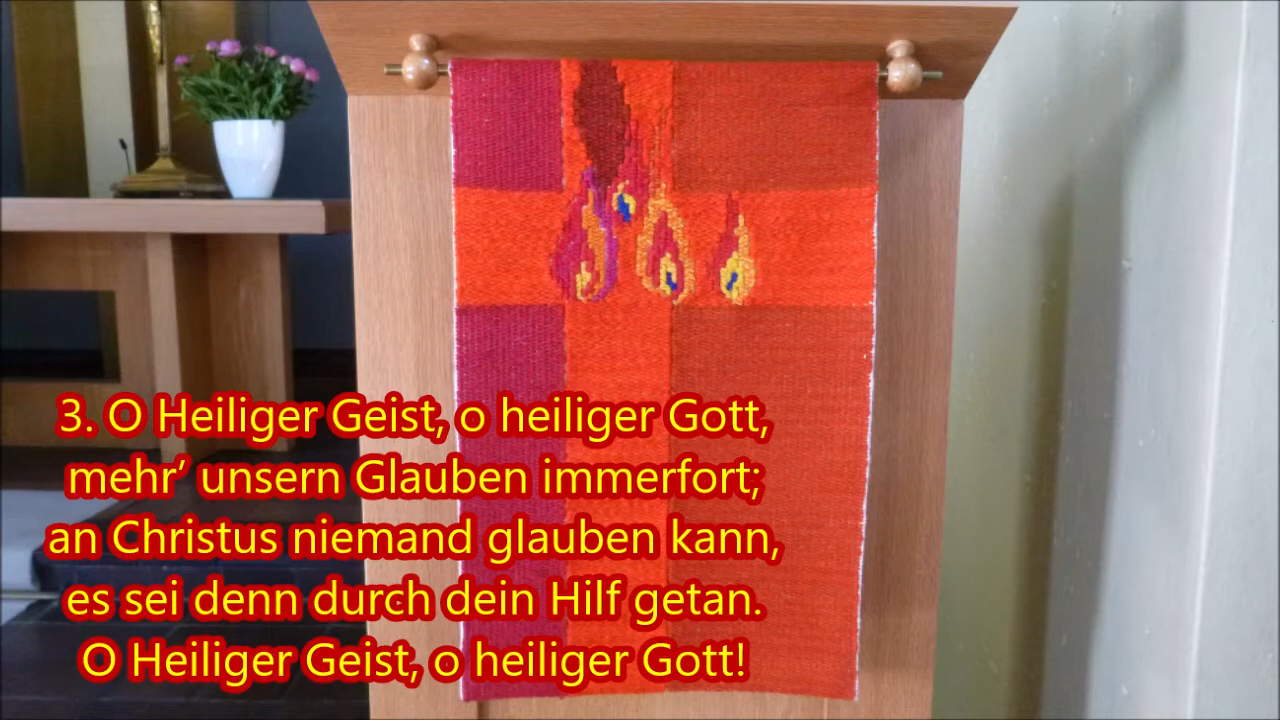 3. O Heiliger Geist, o heiliger Gott,
mehr’ unsern Glauben immerfort;
an Christus niemand glauben kann,
es sei denn durch dein Hilf getan.
O Heiliger Geist, o heiliger Gott!